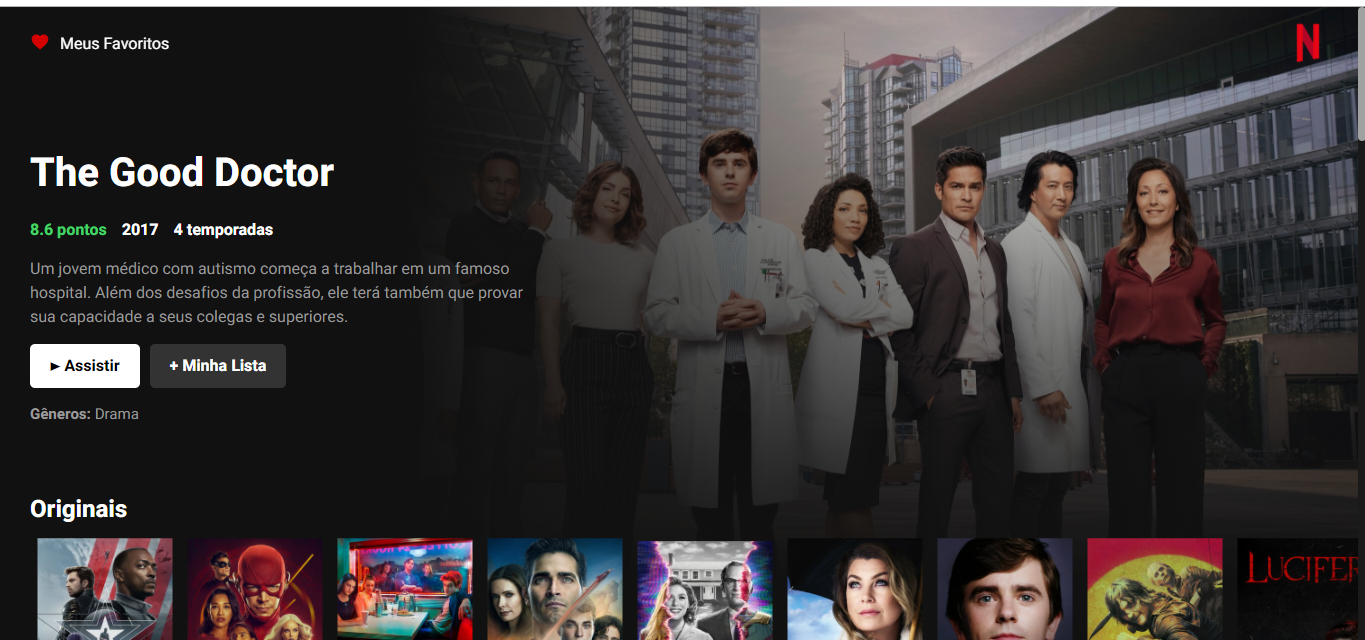 Meus Favoritos
N
The Good Doctor
8.6 pontos 2017 4 temporadas
Um jovem médico com autismo começa a trabalhar em um famoso
hospital. Além dos desafios da profissão, ele terá também que provar
sua capacidade a seus colegas e superiores.
► Assistir + Minha Lista
Gêneros: Drama
Originais
LUCIFER